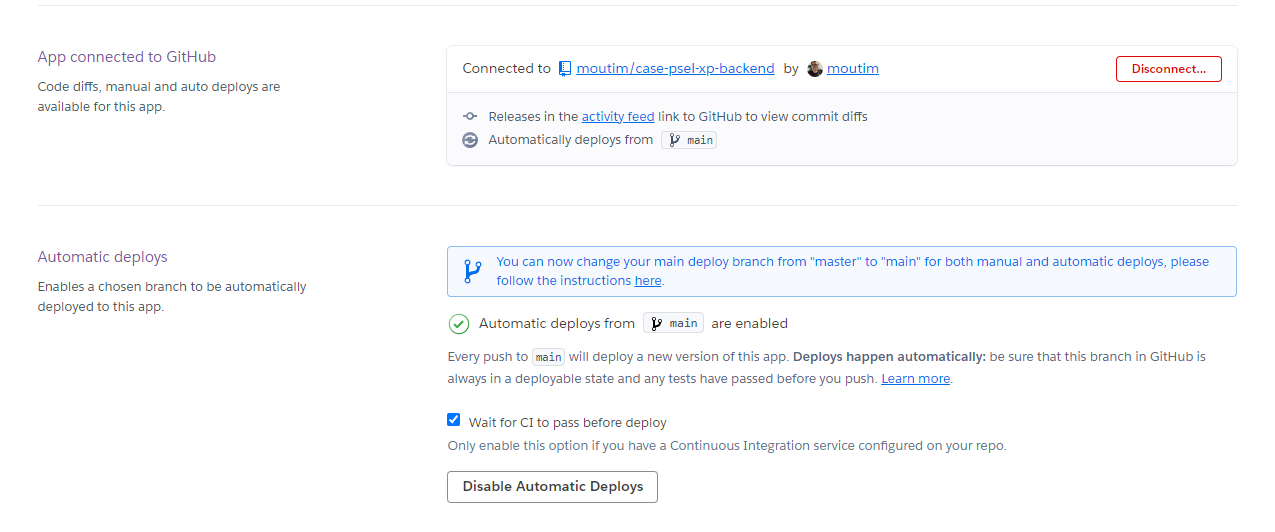 App connected to GitHub
Code diffs, manual and auto deploys are
available for this app.
Connected to moutim/case-psel-xp-backend by moutim
Disconnect...
Releases in the activity feed link to GitHub to view commit diffs
Automatically deploys from main
Automatic deploys
Enables a chosen branch to be automatically
deployed to this app.
You can now change your main deploy branch from "master" to "main" for both manual and automatic deploys, please
follow the instructions here.
Automatic deploys from main are enabled
Every push to main will deploy a new version of this app. Deploys happen automatically: be sure that this branch in GitHub is
always in a deployable state and any tests have passed before you push. Learn more.
Wait for CI to pass before deploy
Only enable this option if you have a Continuous Integration service configured on your repo.
Disable Automatic Deploys